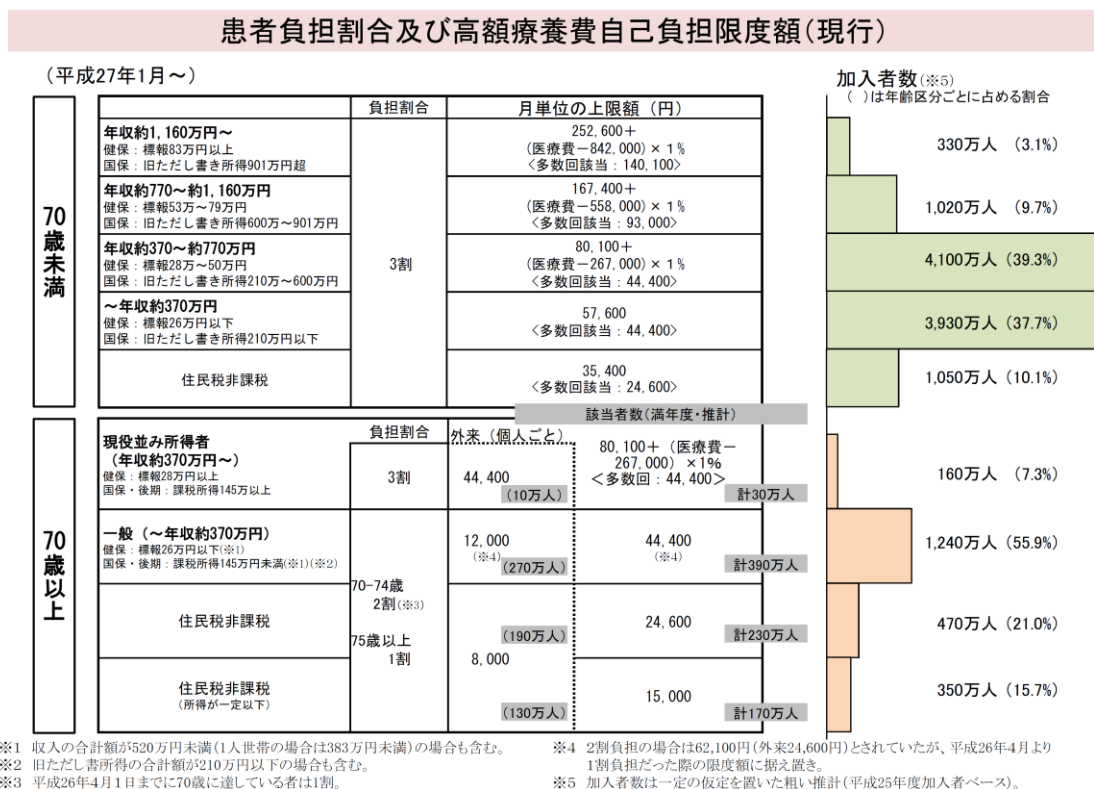 患者負担割合及び高額療養費自己負担限度額(現行)
(平成27年1月~)
加入者数(※5)
( )は年齢区分ごとに占める割合
70歳未満
負担割合
月単位の上限額(円)
年収約1,160万円~
健保:標報83万円以上
国保:旧ただし書き所得901万円超
3割
252,600+
(医療費-842,000)×1%
<多数回該当:140,100>
330万人 (3.1%)
年収約770~約1,160万円
健保:標報53万~79万円
国保:旧ただし書き所得600万~901万円
167,400+
(医療費-558,000)×1%
<多数回該当:93,000>
1,020万人 (9.7%)
年収約370~約770万円
健保:標報28万~50万円
国保:旧ただし書き所得210万~600万円
80,100+
(医療費-267,000)×1%
<多数回該当:44,400>
4,100万人 (39.3%)
~年収約370万円
健保:標報26万円以下
国保:旧ただし書き所得210万円以下
57,600
<多数回該当:44,400>
3,930万人 (37.7%)
住民税非課税
35,400
<多数回該当:24,600>
1,050万人 (10.1%)
該当者数(満年度・推計)
70歳以上
負担割合
外来(個人ごと)
現役並み所得者
(年収約370万円~)
健保:標報28万円以上
国保・後期:課税所得145万以上
3割
44,400
(10万人)
80,100+(医療費-
267,000)×1%
<多数回:44,400>
計30万人
160万人 (7.3%)
一般(~年収約370万円)
健保:標報26万円以下(※1)
国保・後期:課税所得145万円未満(※1)(※2)
70-74歳
2割(※3)
75歳以上
1割
12,000
(※4)
(270万人)
44,400
(※4)
計390万人
1,240万人 (55.9%)
住民税非課税
(190万人)
8,000
24,600
計230万人
470万人 (21.0%)
住民税非課税
(所得が一定以下)
(130万人)
15,000
計170万人
350万人 (15.7%)
※1 収入の合計額が520万円未満(1人世帯の場合は383万円未満)の場合も含む。
※2 旧ただし書所得の合計額が210万円以下の場合も含む。
※3 平成26年4月1日までに70歳に達している者は1割。
※4 2割負担の場合は62,100円(外来24,600円)とされていたが、平成26年4月より
1割負担だった際の限度額に据え置き。
※5 加入者数は一定の仮定を置いた粗い推計(平成25年度加入者ベース)。